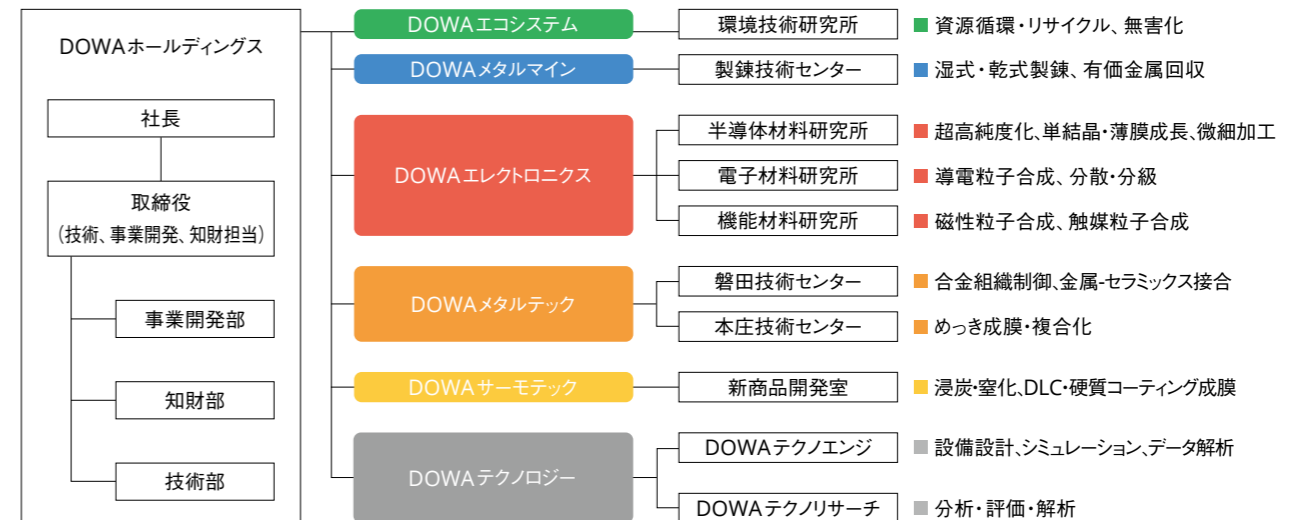 DOWAホールディングス
社長
取締役
（技術、事業開発、知財担当）
事業開発部
知財部
技術部
DOWAエコシステム
環境技術研究所
資源循環・リサイクル、無害化
DOWAメタルマイン
製錬技術センター
湿式・乾式製錬、有価金属回収
DOWAエレクトロニクス
半導体材料研究所
超高純度化、単結晶・薄膜成長、微細加工
電子材料研究所
導電粒子合成、分散・分級
機能材料研究所
磁性粒子合成、触媒粒子合成
DOWAメタルテック
磐田技術センター
合金組織制御、金属-セラミックス接合
本庄技術センター
めっき成膜・複合化
DOWAサーモテック
新商品開発室
浸炭・窒化、DLC・硬質コーティング成膜
DOWAテクノロジー
DOWAテクノエンジ
設備設計、シミュレーション、データ解析
DOWAテクノリサーチ
分析・評価・解析